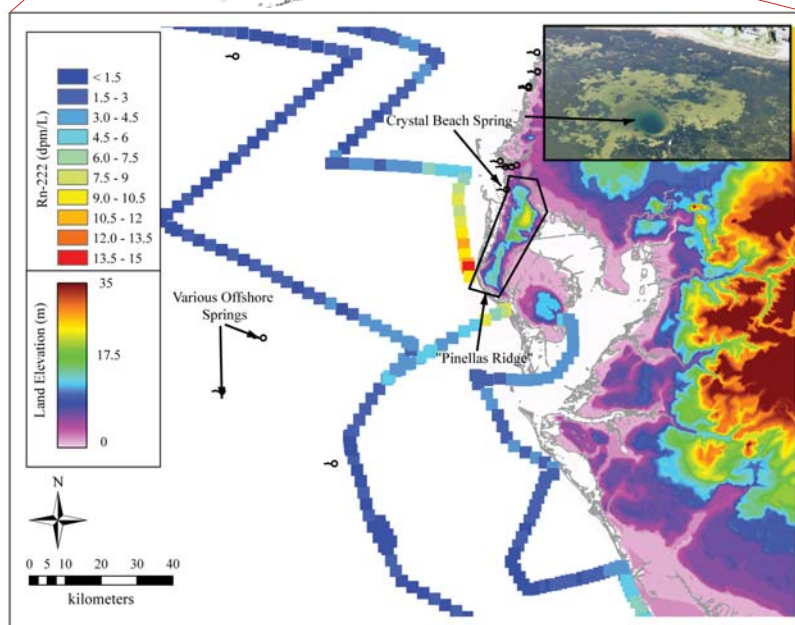 Rn-222 (dpm/L)
< 1.5
1.5 - 3
3.0 - 4.5
4.5 - 6
6.0 - 7.5
7.5 - 9
9.0 - 10.5
10.5 - 12
12.0 - 13.5
13.5 - 15
Land Elevation (m)
35
17.5
0
Crystal Beach Spring
Various Offshore
Springs
"Pinellas Ridge"
N
0 5 10 20 30 40
kilometers